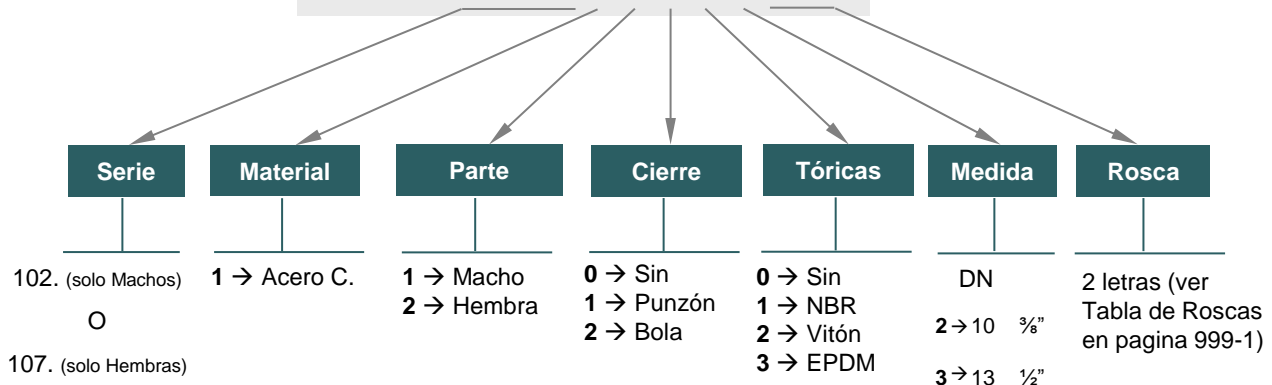 Serie
Material
Parte
Cierre
Tóricas
Medida
Rosca
102. (solo Machos)
O
107. (solo Hembras)
1 → Acero C.
1 → Macho
2 → Hembra
0 → Sin
1 → Punzón
2 → Bola
0 → Sin
1 → NBR
2 → Vitón
3 → EPDM
DN
2 → 10 ⅜”
3 → 13 ½”
2 letras (ver
Tabla de Roscas
en pagina 999-1)